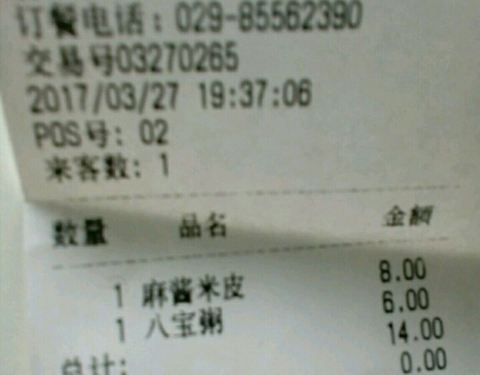 订餐电话: 029-85562390
交易号03270265
2017/03/27 19:37:06
POS号: 02
来客数: 1
数量 品名 金额
1 麻酱米皮 8.00
1 八宝粥 6.00
总计: 14.00
0.00